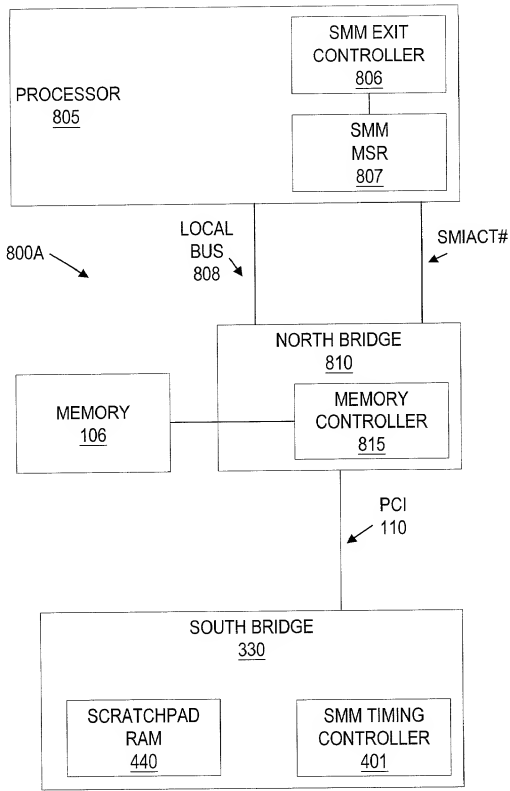 SMM EXIT
CONTROLLER
806
PROCESSOR
805
SMM
MSR
807
LOCAL
BUS
808
SMIACT#
800A
NORTH BRIDGE
810
MEMORY
106
MEMORY
CONTROLLER
815
PCI
110
SOUTH BRIDGE
330
SCRATCHPAD
RAM
440
SMM TIMING
CONTROLLER
401